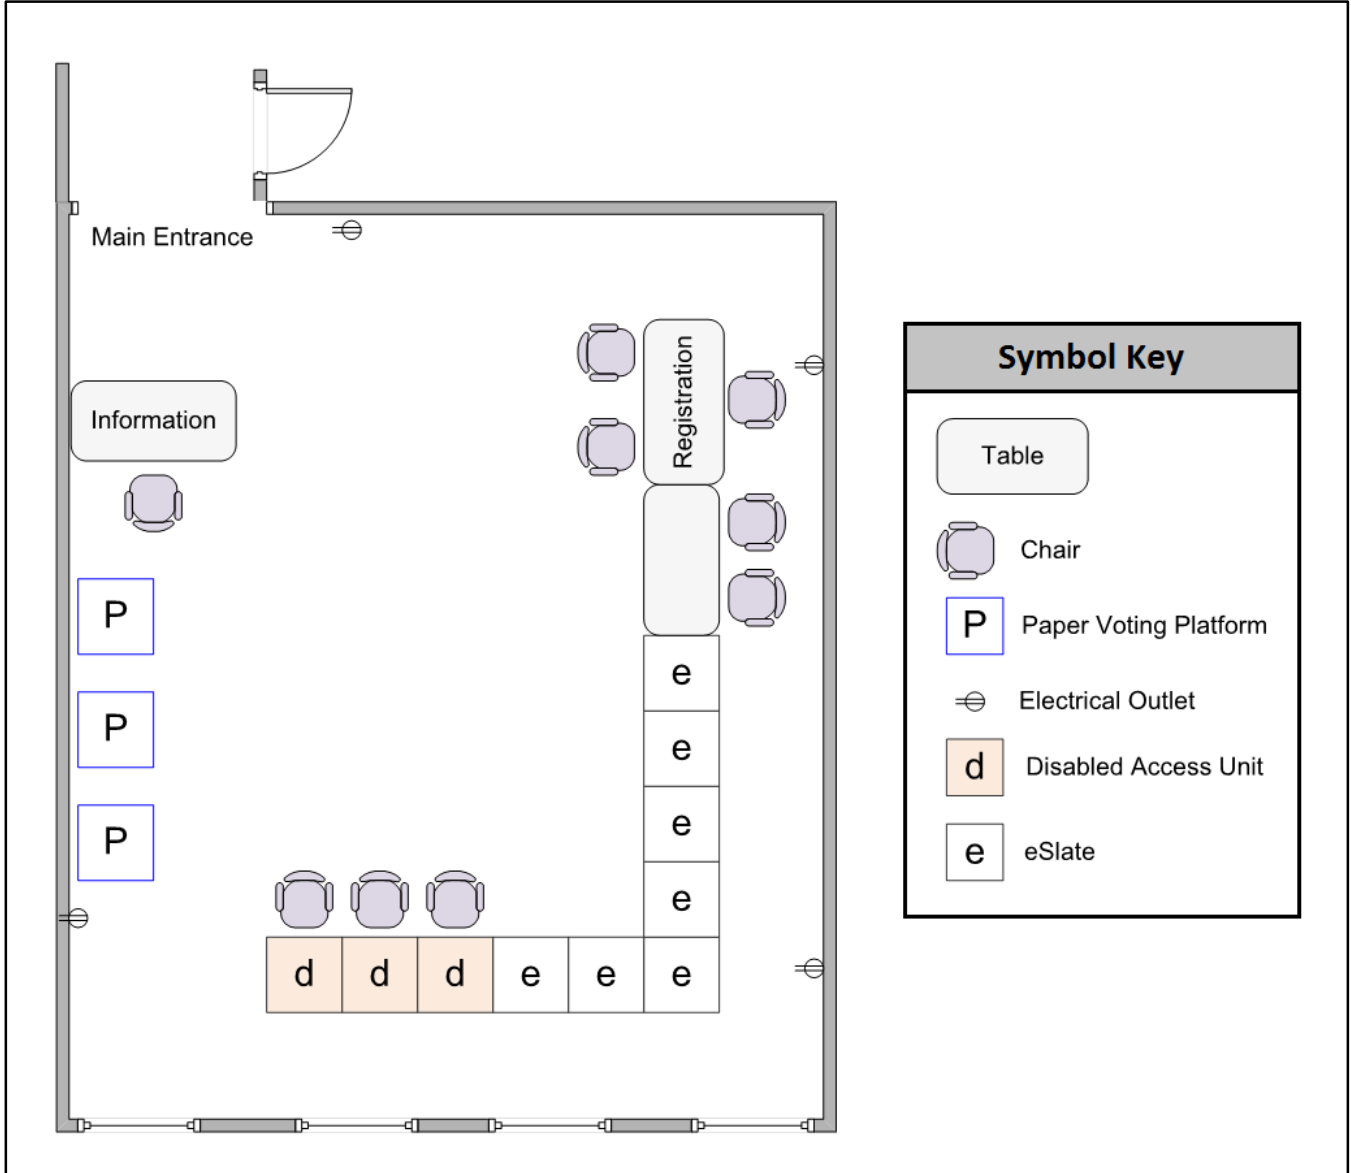 Main Entrance
Information
Registration
P
P
P
e
e
e
e
d
d
d
e
e
e
Symbol Key
Table
Chair
P
Paper Voting Platform
Electrical Outlet
d
Disabled Access Unit
e
eSlate